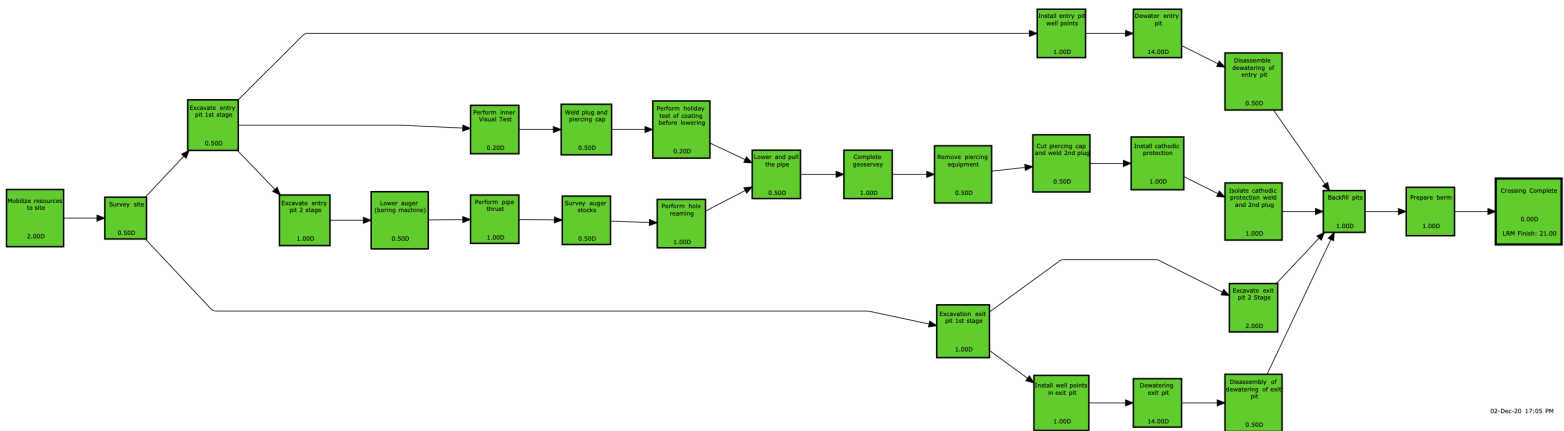 Install entry pit
well points
1.00D
Dewater entry
pit
14.00D
Disassemble
dewatering of
entry pit
0.50D
Excavate entry
pit 1st stage
0.50D
Perform inner
Visual Test
0.20D
Weld plug and
piercing cap
0.50D
Perform holiday
test of coating
before lowering
0.20D
Lower and pull
the pipe
0.50D
Complete
geoservey
1.00D
Remove piercing
equipment
0.50D
Cut piercing cap
and weld 2nd plug
0.50D
Install cathodic
protection
1.00D
Isolate cathodic
protection weld
and 2nd plug
1.00D
Mobilize resources
to site
2.00D
Survey site
0.50D
Excavate entry
pit 2 stage
1.00D
Lower auger
(boring machine)
0.50D
Perform pipe
thrust
1.00D
Survey auger
stocks
0.50D
Perform hole
reaming
1.00D
Backfill pits
1.00D
Prepare berm
1.00D
Crossing Complete
0.00D
LRM Finish: 21.00
Excavation exit
pit 1st stage
1.00D
Excavate exit
pit 2 Stage
2.00D
Install well points
in exit pit
1.00D
Dewatering
exit pit
14.00D
Disassembly of
dewatering of exit
pit
0.50D
02-Dec-20 17:05 PM